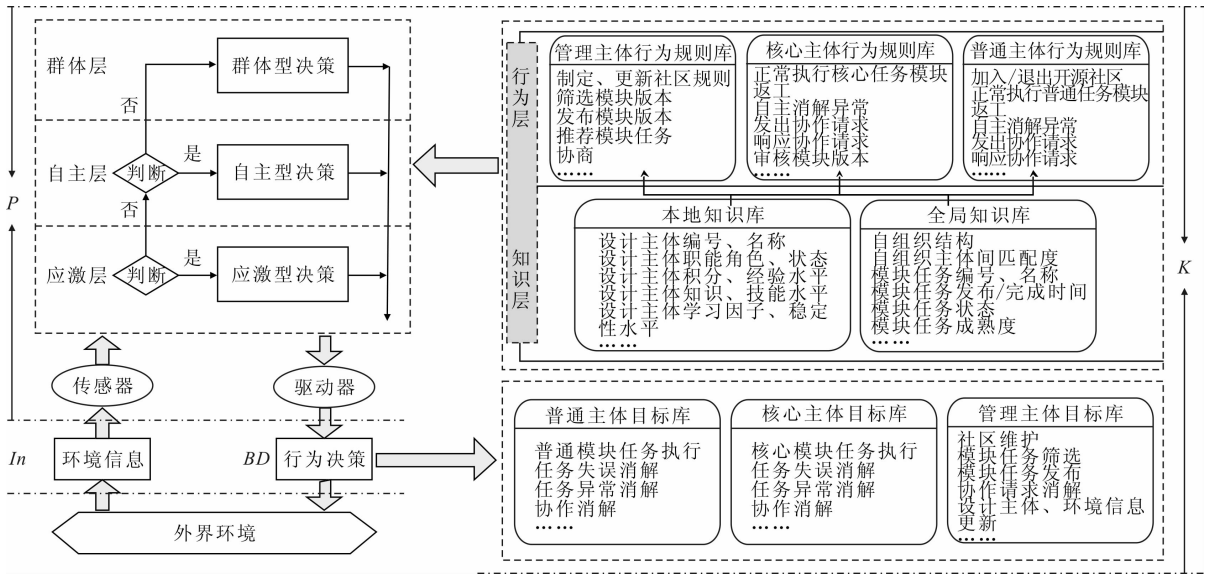 群体层
群体型决策
否
自主层
判断
是
自主型决策
否
应激层
判断
是
应激型决策
P
传感器
驱动器
In
环境信息
BD
行为决策
外界环境
行为层
管理主体行为规则库
制定、更新社区规则
筛选模块版本
发布模块版本
推荐模块任务
协商
……
核心主体行为规则库
正常执行核心任务模块
返工
自主消解异常
发出协作请求
响应协作请求
审核模块版本
……
普通主体行为规则库
加入/退出开源社区
正常执行普通任务模块
返工
自主消解异常
发出协作请求
响应协作请求
……
知识层
本地知识库
设计主体编号、名称
设计主体职能角色、状态
设计主体积分、经验水平
设计主体知识、技能水平
设计主体学习因子、稳定
性水平
……
全局知识库
自组织结构
自组织主体间匹配度
模块任务编号、名称
模块任务发布/完成时间
模块任务状态
模块任务成熟度
……
K
普通主体目标库
普通模块任务执行
任务失误消解
任务异常消解
协作消解
……
核心主体目标库
核心模块任务执行
任务失误消解
任务异常消解
协作消解
……
管理主体目标库
社区维护
模块任务筛选
模块任务发布
协作请求消解
设计主体、环境信息
更新
……